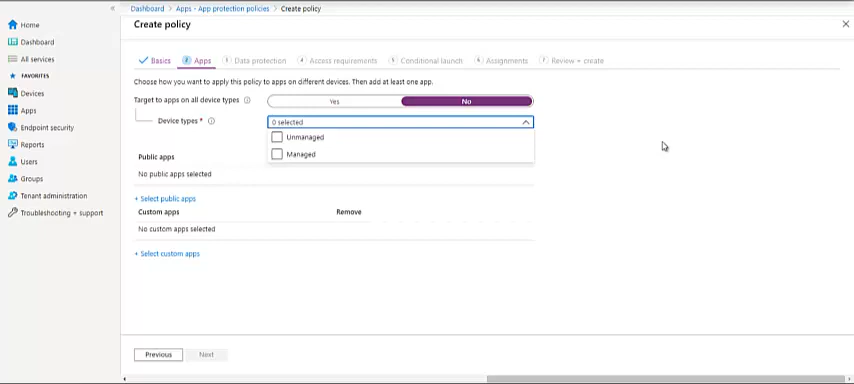 Dashboard > Apps - App protection policies > Create policy
Create policy
Home
Dashboard
All services
FAVORITES
Devices
Apps
Endpoint security
Reports
Users
Groups
Tenant administration
Troubleshooting + support
Basics 2 Apps 3 Data protection 4 Access requirements 5 Conditional launch 6 Assignments 7 Review + create
Choose how you want to apply this policy to apps on different devices. Then add at least one app.
Target to apps on all device types Yes No
Device types * 0 selected
Unmanaged
Managed
Public apps
No public apps selected
+ Select public apps
Custom apps Remove
No custom apps selected
+ Select custom apps
Previous Next